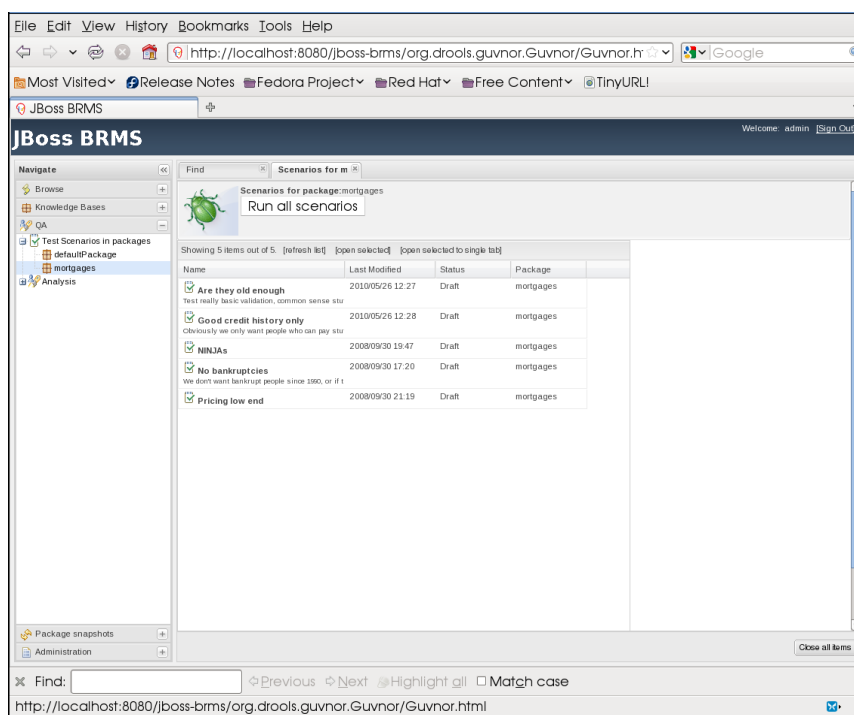 File Edit View History Bookmarks Tools Help
http://localhost:8080/jboss-brms/org.drools.guvnor.Guvnor/Guvnor.h Google
Most Visited Release Notes Fedora Project Red Hat Free Content TinyURL!
JBoss BRMS
JBoss BRMS
Welcome: admin [Sign Out
Navigate
Browse
Knowledge Bases
QA
Test Scenarios in packages
defaultPackage
mortgages
Analysis
Package snapshots
Administration
Find Scenarios for m
Scenarios for package:mortgages
Run all scenarios
Showing 5 items out of 5. [refresh list] [open selected] [open selected to single tab]
Name Last Modified Status Package
Are they old enough 2010/05/26 12:27 Draft mortgages
Test really basic validation, common sense stu
Good credit history only 2010/05/26 12:28 Draft mortgages
Obviously we only want people who can pay stu
NINJAs 2008/09/30 19:47 Draft mortgages
No bankruptcies 2008/09/30 17:20 Draft mortgages
We don't want bankrupt people since 1990, or if t
Pricing low end 2008/09/30 21:19 Draft mortgages
Close all items
Find: Previous Next Highlight all Match case
http://localhost:8080/jboss-brms/org.drools.guvnor.Guvnor/Guvnor.html